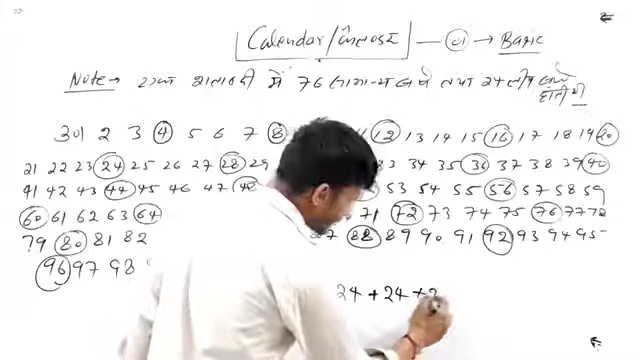 Calendar/कैलेण्डर — 01 → Basic
Note → एक शताब्दी में 76 सामान्य वर्ष तथा 24 लीप वर्ष
होती
301 2 3 4 5 6 7 8 12 13 14 15 16 17 18 19 20
21 22 23 24 25 26 27 28 29 33 34 35 36 37 38 39 40
41 42 43 44 45 46 47 48 53 54 55 56 57 58 59
60 61 62 63 64 71 72 73 74 75 76 77 78
79 80 81 82 87 88 89 90 91 92 93 94 95
96 97 98
24 + 24 +